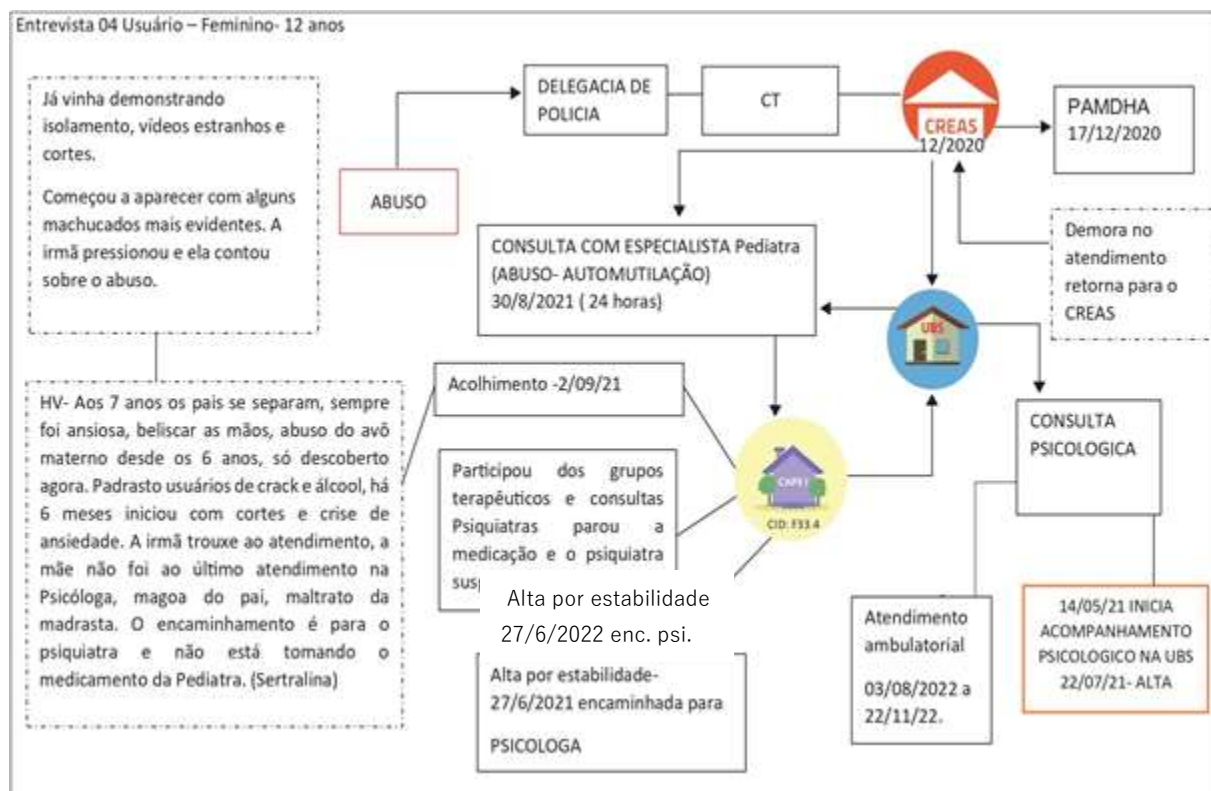 Entrevista 04 Usuário – Feminino- 12 anos
Já vinha demonstrando
isolamento, vídeos estranhos e
cortes.
Começou a aparecer com alguns
machucados mais evidentes. A
irmã pressionou e ela contou
sobre o abuso.
ABUSO
DELEGACIA DE
POLICIA
CT
CREAS
12/2020
PAMDHA
17/12/2020
Demora no
atendimento
retorna para o
CREAS
CONSULTA COM ESPECIALISTA Pediatra
(ABUSO- AUTOMUTILAÇÃO)
30/8/2021 ( 24 horas)
UBS
Acolhimento -2/09/21
HV- Aos 7 anos os pais se separam, sempre
foi ansiosa, beliscar as mãos, abuso do avô
materno desde os 6 anos, só descoberto
agora. Padrasto usuários de crack e álcool, há
6 meses iniciou com cortes e crise de
ansiedade. A irmã trouxe ao atendimento, a
mãe não foi ao último atendimento na
Psicóloga, magoa do pai, maltrato da
madrasta. O encaminhamento é para o
psiquiatra e não está tomando o
medicamento da Pediatra. (Sertralina)
Participou dos grupos
terapêuticos e consultas
Psiquiatras parou a
medicação e o psiquiatra
CAPS I
CID: F33.4
Alta por estabilidade
27/6/2022 enc. psi.
Alta por estabilidade-
27/6/2021 encaminhada para
PSICOLOGA
CONSULTA
PSICOLOGICA
Atendimento
ambulatorial
03/08/2022 a
22/11/22.
14/05/21 INICIA
ACOMPANHAMENTO
PSICOLOGICO NA UBS
22/07/21- ALTA